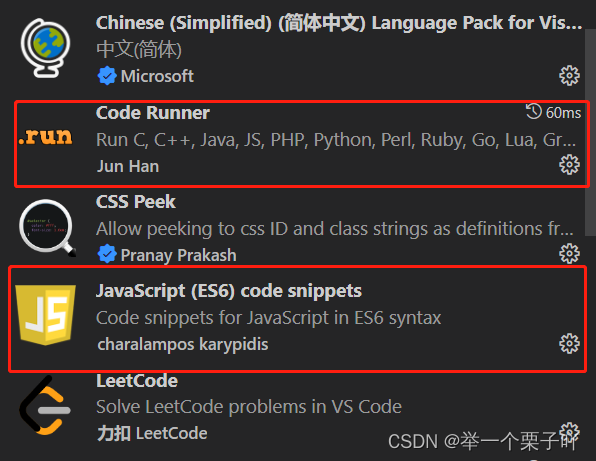 Chinese (Simplified) (简体中文) Language Pack for Vis...
中文(简体)
Microsoft
Code Runner 60ms
.run
Run C, C++, Java, JS, PHP, Python, Perl, Ruby, Go, Lua, Gr...
Jun Han
CSS Peek
Allow peeking to css ID and class strings as definitions fr...
Pranay Prakash
JavaScript (ES6) code snippets
JS
Code snippets for JavaScript in ES6 syntax
charalampos karypidis
LeetCode
Solve LeetCode problems in VS Code
力扣 LeetCode
CSDN @举一个栗子叶